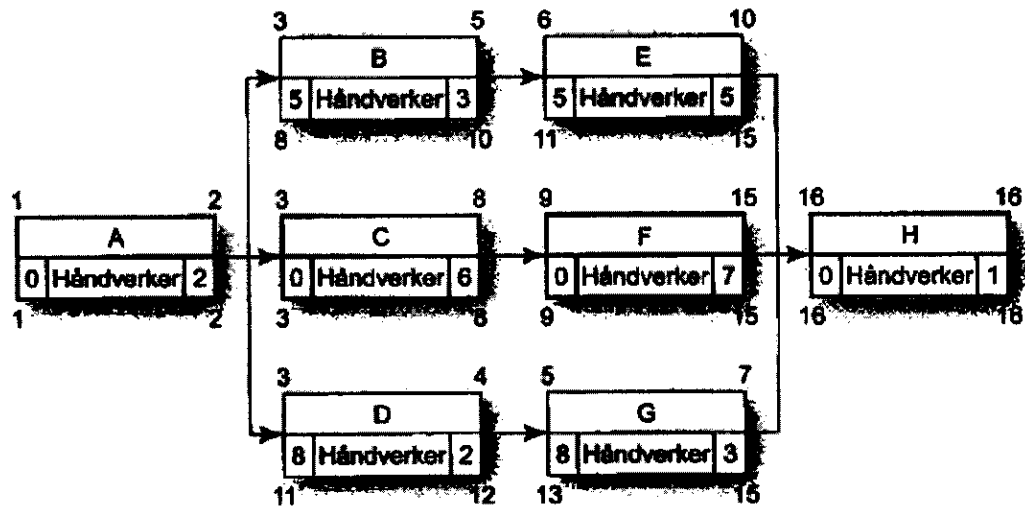 3 5
B
5 Håndverker 3
8 10
6 10
E
5 Håndverker 5
11 15
1 2
A
0 Håndverker 2
1 2
3 8
C
0 Håndverker 6
3 8
9 15
F
0 Håndverker 7
9 15
16 16
H
0 Håndverker 1
16 16
3 4
D
8 Håndverker 2
11 12
5 7
G
8 Håndverker 3
13 15